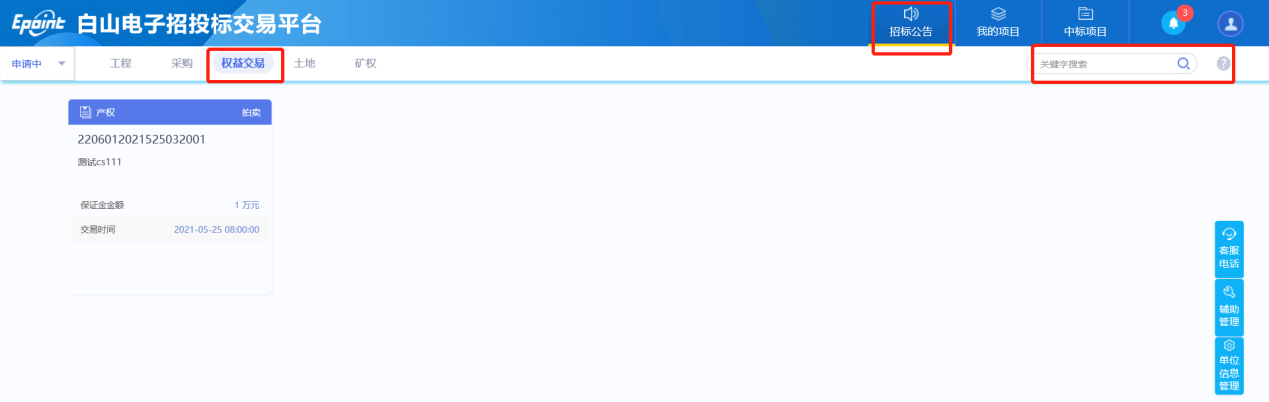 Epoint 白山电子招投标交易平台
招标公告
我的项目
中标项目
3
申请中
工程
采购
权益交易
土地
矿权
关键字搜索
?
产权
拍卖
2206012021525032001
测试cs111
保证金金额
1 万元
交易时间
2021-05-25 08:00:00
客服
电话
辅助
管理
单位
信息
管理